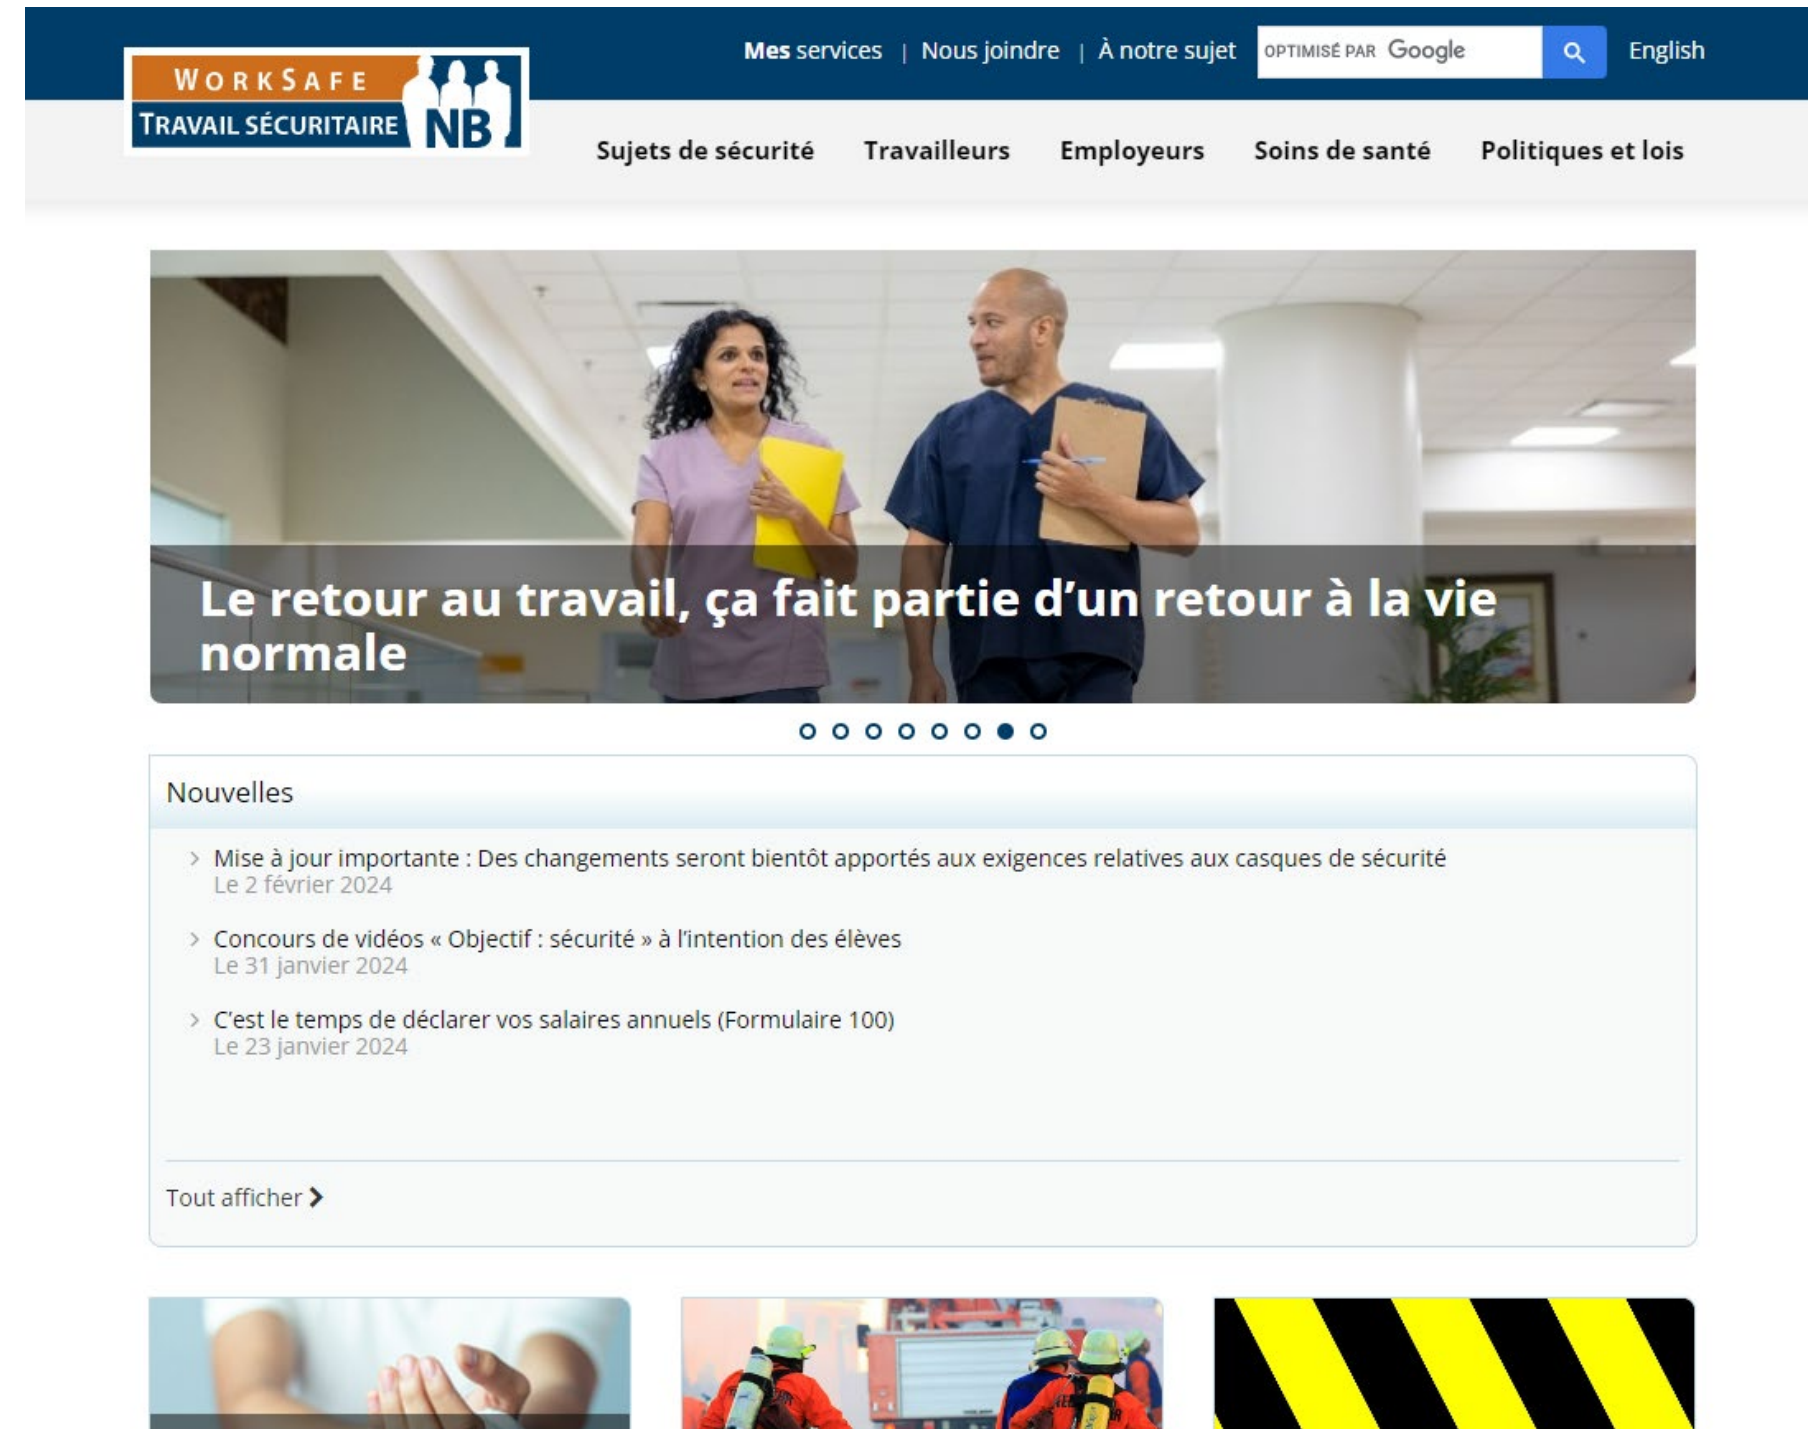 Mes services | Nous joindre | À notre sujet OPTIMISÉ PAR Google English
WORKSAFE
TRAVAIL SÉCURITAIRE NB
Sujets de sécurité Travailleurs Employeurs Soins de santé Politiques et lois
Le retour au travail, ça fait partie d’un retour à la vie
normale
Nouvelles
Mise à jour importante : Des changements seront bientôt apportés aux exigences relatives aux casques de sécurité
Le 2 février 2024
Concours de vidéos « Objectif : sécurité » à l’intention des élèves
Le 31 janvier 2024
C’est le temps de déclarer vos salaires annuels (Formulaire 100)
Le 23 janvier 2024
Tout afficher